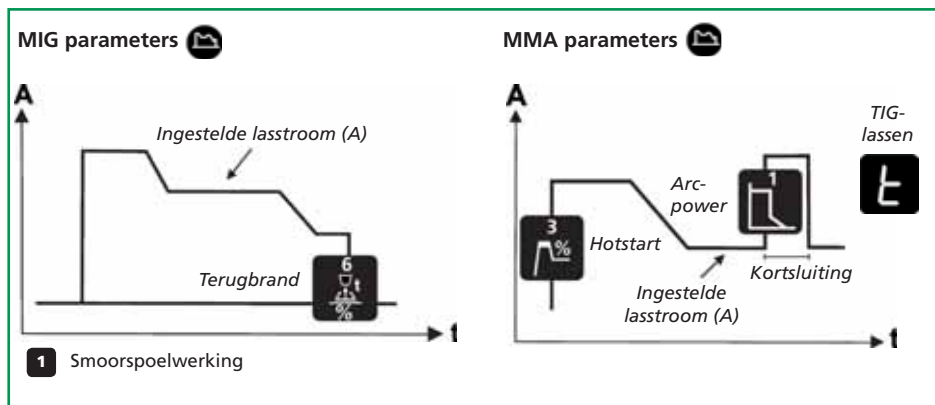 MIG parameters
A
Ingestelde lasstroom (A)
Terugbrand
6
t
%
t
1 Smoorspoelwerking
MMA parameters
A
TIG-
lassen
t
Arc-
power
1
3
%
Hotstart
Kortsluiting
Ingestelde
lasstroom (A)
t